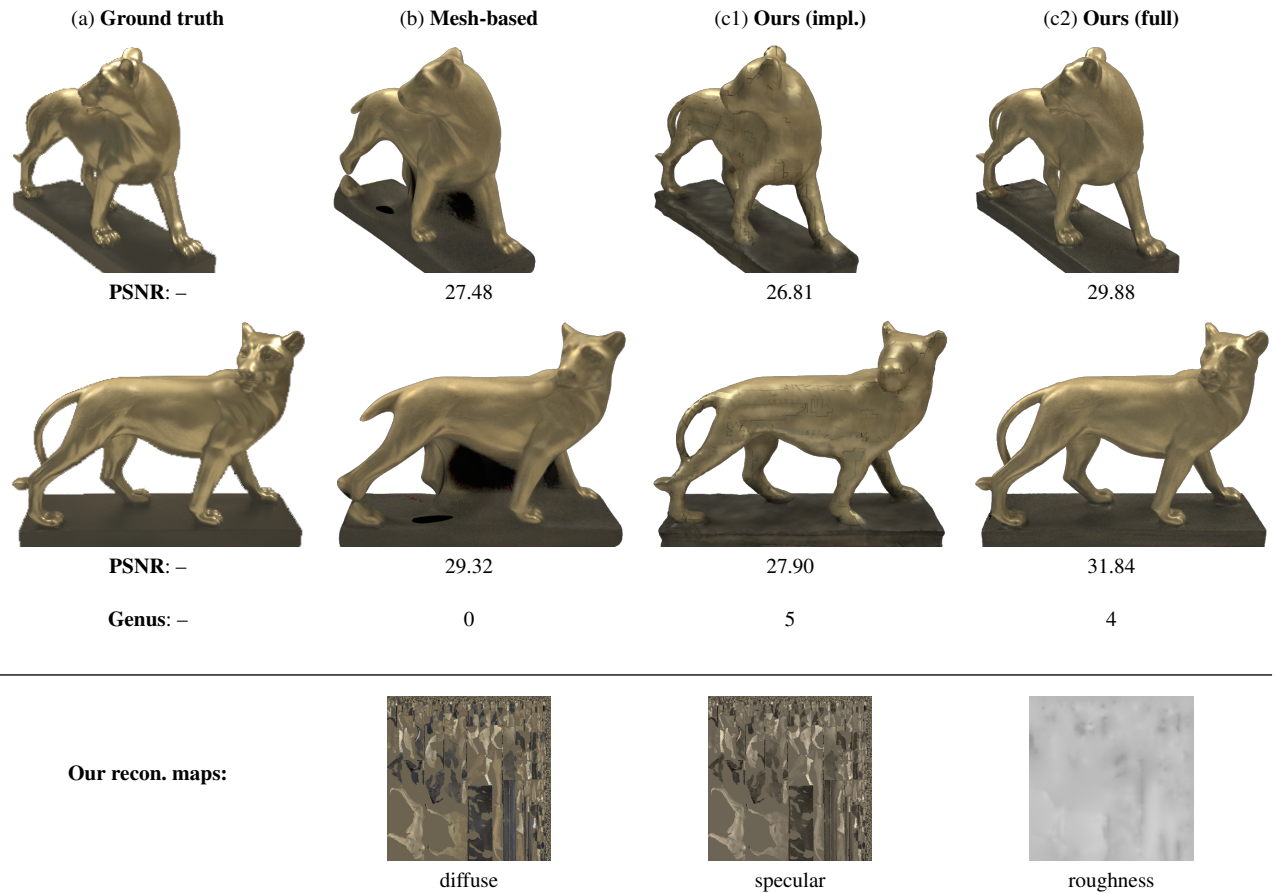 (a) Ground truth (b) Mesh-based (c1) Ours (impl.) (c2) Ours (full)
PSNR: – 27.48 26.81 29.88
PSNR: – 29.32 27.90 31.84
Genus: – 0 5 4
Our recon. maps:
diffuse specular roughness